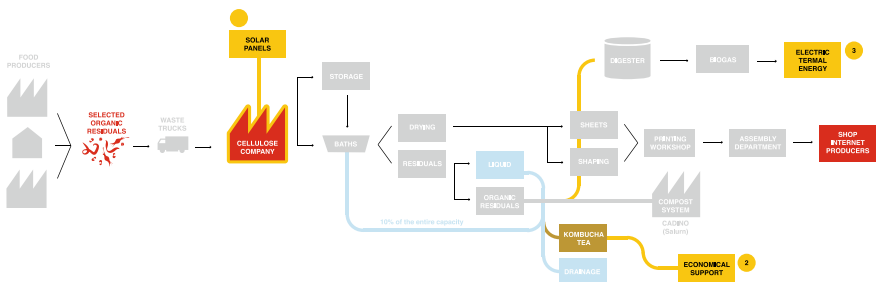 FOOD
PRODUCERS
SELECTED
ORGANIC
RESIDUALS
WASTE
TRUCKS
SOLAR
PANELS
CELLULOSE
COMPANY
STORAGE
BATHS
DRYING
RESIDUALS
LIQUID
ORGANIC
RESIDUALS
10% of the entire capacity
KOMBUCHA
TEA
DRAINAGE
ECONOMICAL
SUPPORT
2
DIGESTER
BIOGAS
ELECTRIC
TERMAL
ENERGY
3
SHEETS
SHAPING
PRINTING
WORKSHOP
ASSEMBLY
DEPARTMENT
SHOP
INTERNET
PRODUCERS
COMPOST
SYSTEM
CADINO
(Saturn)